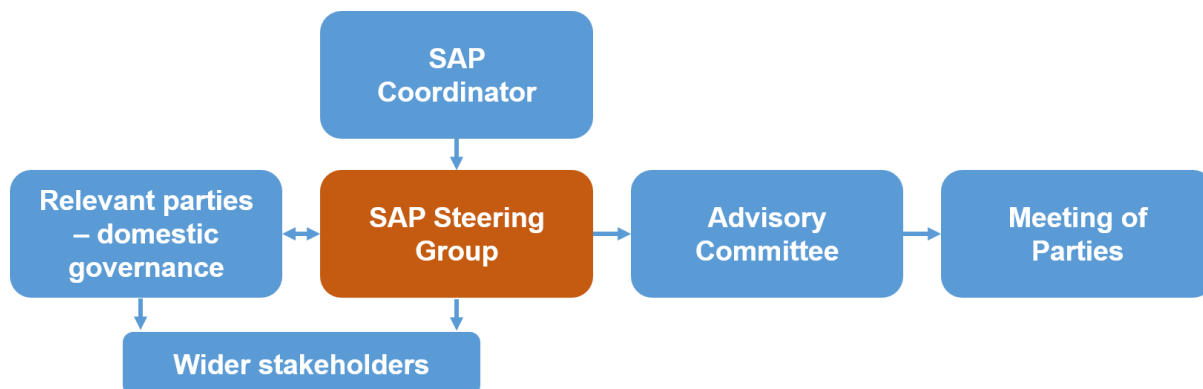 SAP
Coordinator
Relevant parties
– domestic
governance
SAP Steering
Group
Advisory
Committee
Meeting of
Parties
Wider stakeholders